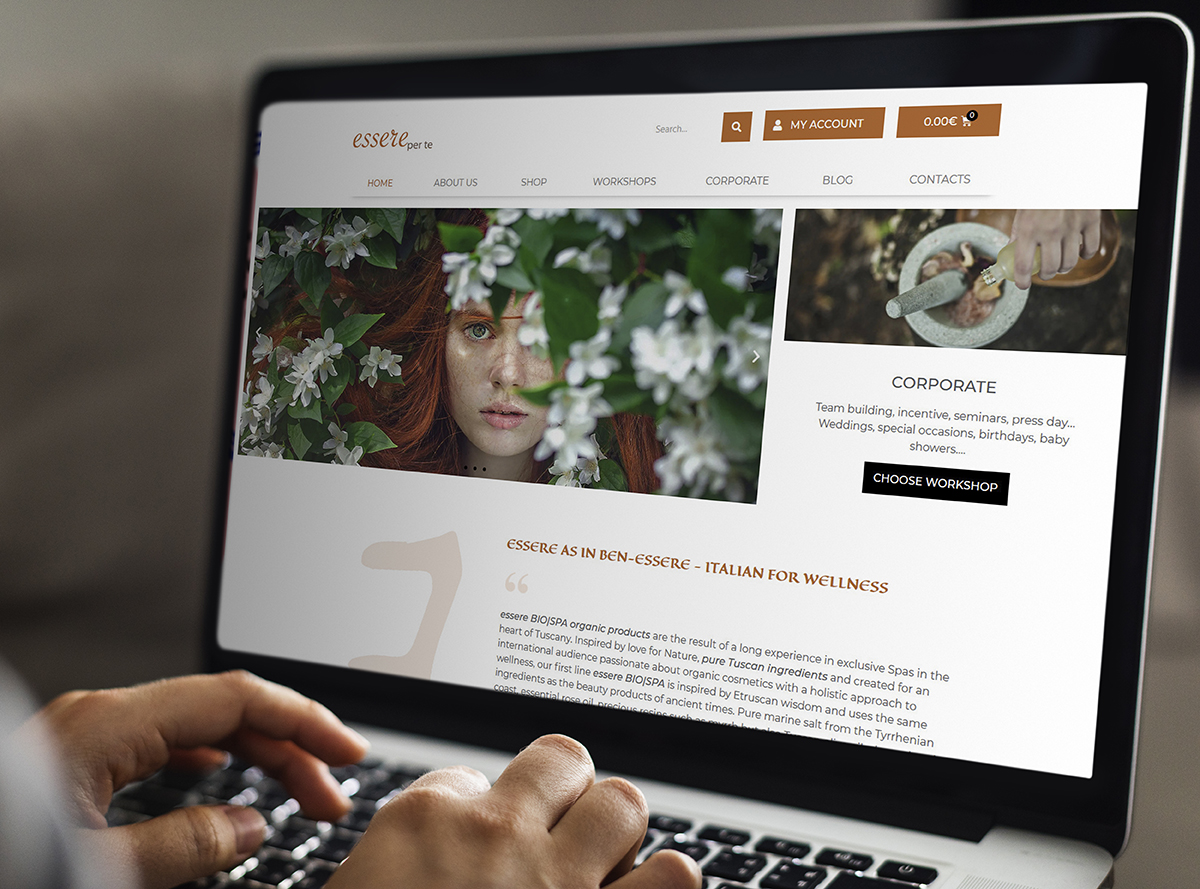 essere per te
Search...
MY ACCOUNT
0.00€ 0
HOME ABOUT US SHOP WORKSHOPS CORPORATE BLOG CONTACTS
CORPORATE
Team building, incentive, seminars, press day...
Weddings, special occasions, birthdays, baby
showers....
CHOOSE WORKSHOP
ESSERE AS IN BEN-ESSERE - ITALIAN FOR WELLNESS
“
essere BIO|SPA organic products are the result of a long experience in exclusive Spas in the
heart of Tuscany. Inspired by love for Nature, pure Tuscan ingredients and created for an
international audience passionate about organic cosmetics with a holistic approach to
wellness, our first line essere BIO|SPA is inspired by Etruscan wisdom and uses the same
ingredients as the beauty products of ancient times. Pure marine salt from the Tyrrhenian
coast, essential rose oil, precious resins such as myrrh